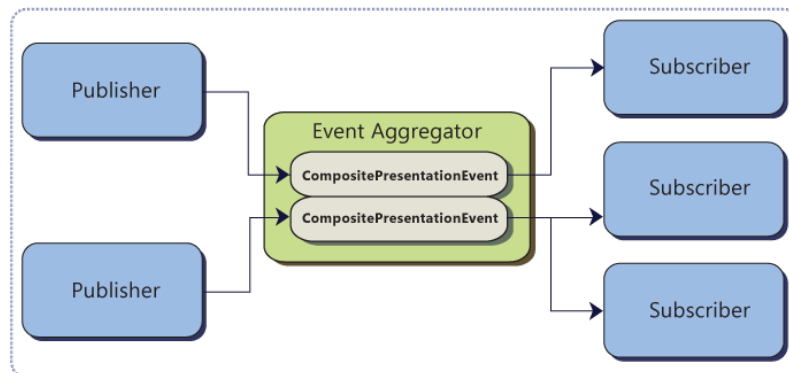 Publisher
Subscriber
Event Aggregator
CompositePresentationEvent
CompositePresentationEvent
Subscriber
Publisher
Subscriber